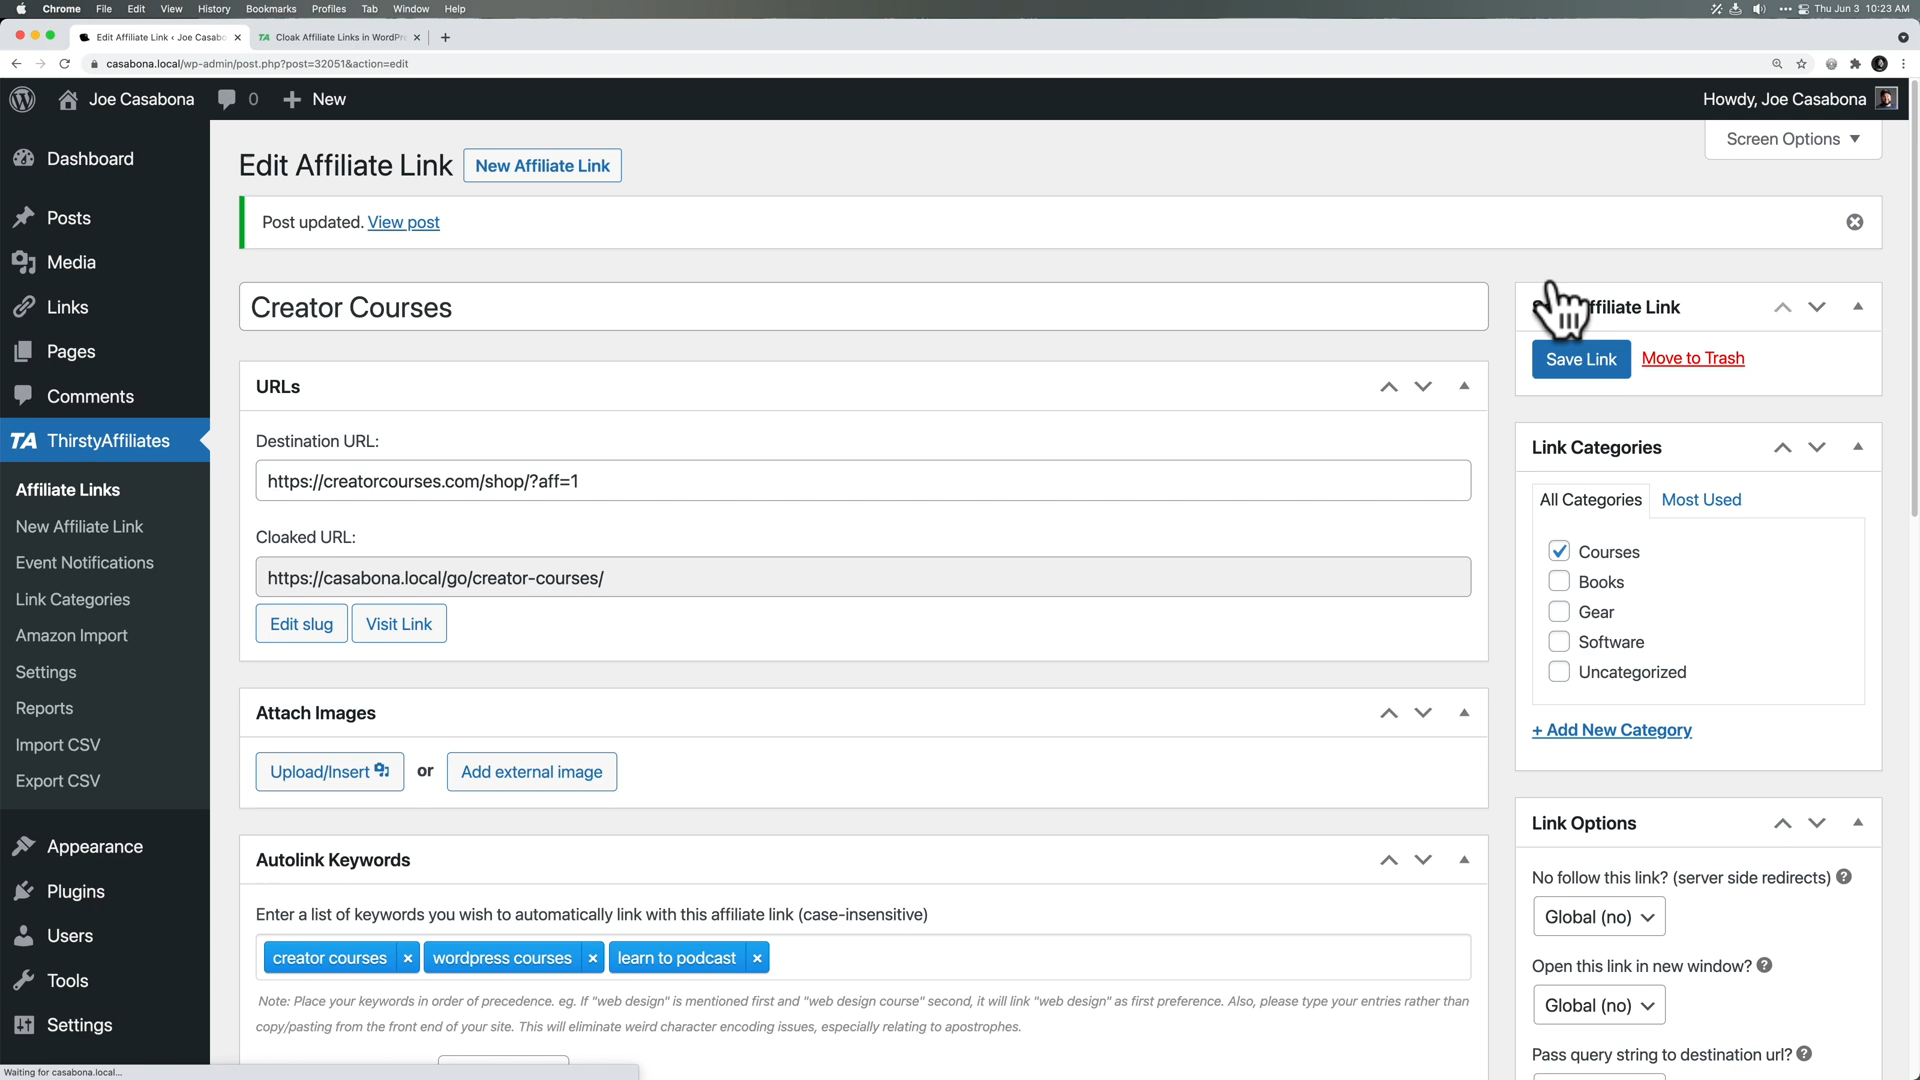 Chrome File Edit View History Bookmarks Profiles Tab Window Help
Thu Jun 3 10:23 AM
Edit Affiliate Link ‹ Joe Casabo
TA Cloak Affiliate Links in WordPr
casabona.local/wp-admin/post.php?post=32051&action=edit
Joe Casabona 0 New
Howdy, Joe Casabona
Dashboard
Posts
Media
Links
Pages
Comments
TA ThirstyAffiliates
Affiliate Links
New Affiliate Link
Event Notifications
Link Categories
Amazon Import
Settings
Reports
Import CSV
Export CSV
Appearance
Plugins
Users
Tools
Settings
Waiting for casabona.local...
Screen Options
Edit Affiliate Link New Affiliate Link
Post updated. View post
Creator Courses
URLs
Destination URL:
https://creatorcourses.com/shop/?aff=1
Cloaked URL:
https://casabona.local/go/creator-courses/
Edit slug Visit Link
Attach Images
Upload/Insert or Add external image
Autolink Keywords
Enter a list of keywords you wish to automatically link with this affiliate link (case-insensitive)
creator courses × wordpress courses × learn to podcast ×
Note: Place your keywords in order of precedence. eg. If "web design" is mentioned first and "web design course" second, it will link "web design" as first preference. Also, please type your entries rather than
copy/pasting from the front end of your site. This will eliminate weird character encoding issues, especially relating to apostrophes.
ffiliate Link
Save Link Move to Trash
Link Categories
All Categories Most Used
Courses
Books
Gear
Software
Uncategorized
+ Add New Category
Link Options
No follow this link? (server side redirects)
Global (no)
Open this link in new window?
Global (no)
Pass query string to destination url?